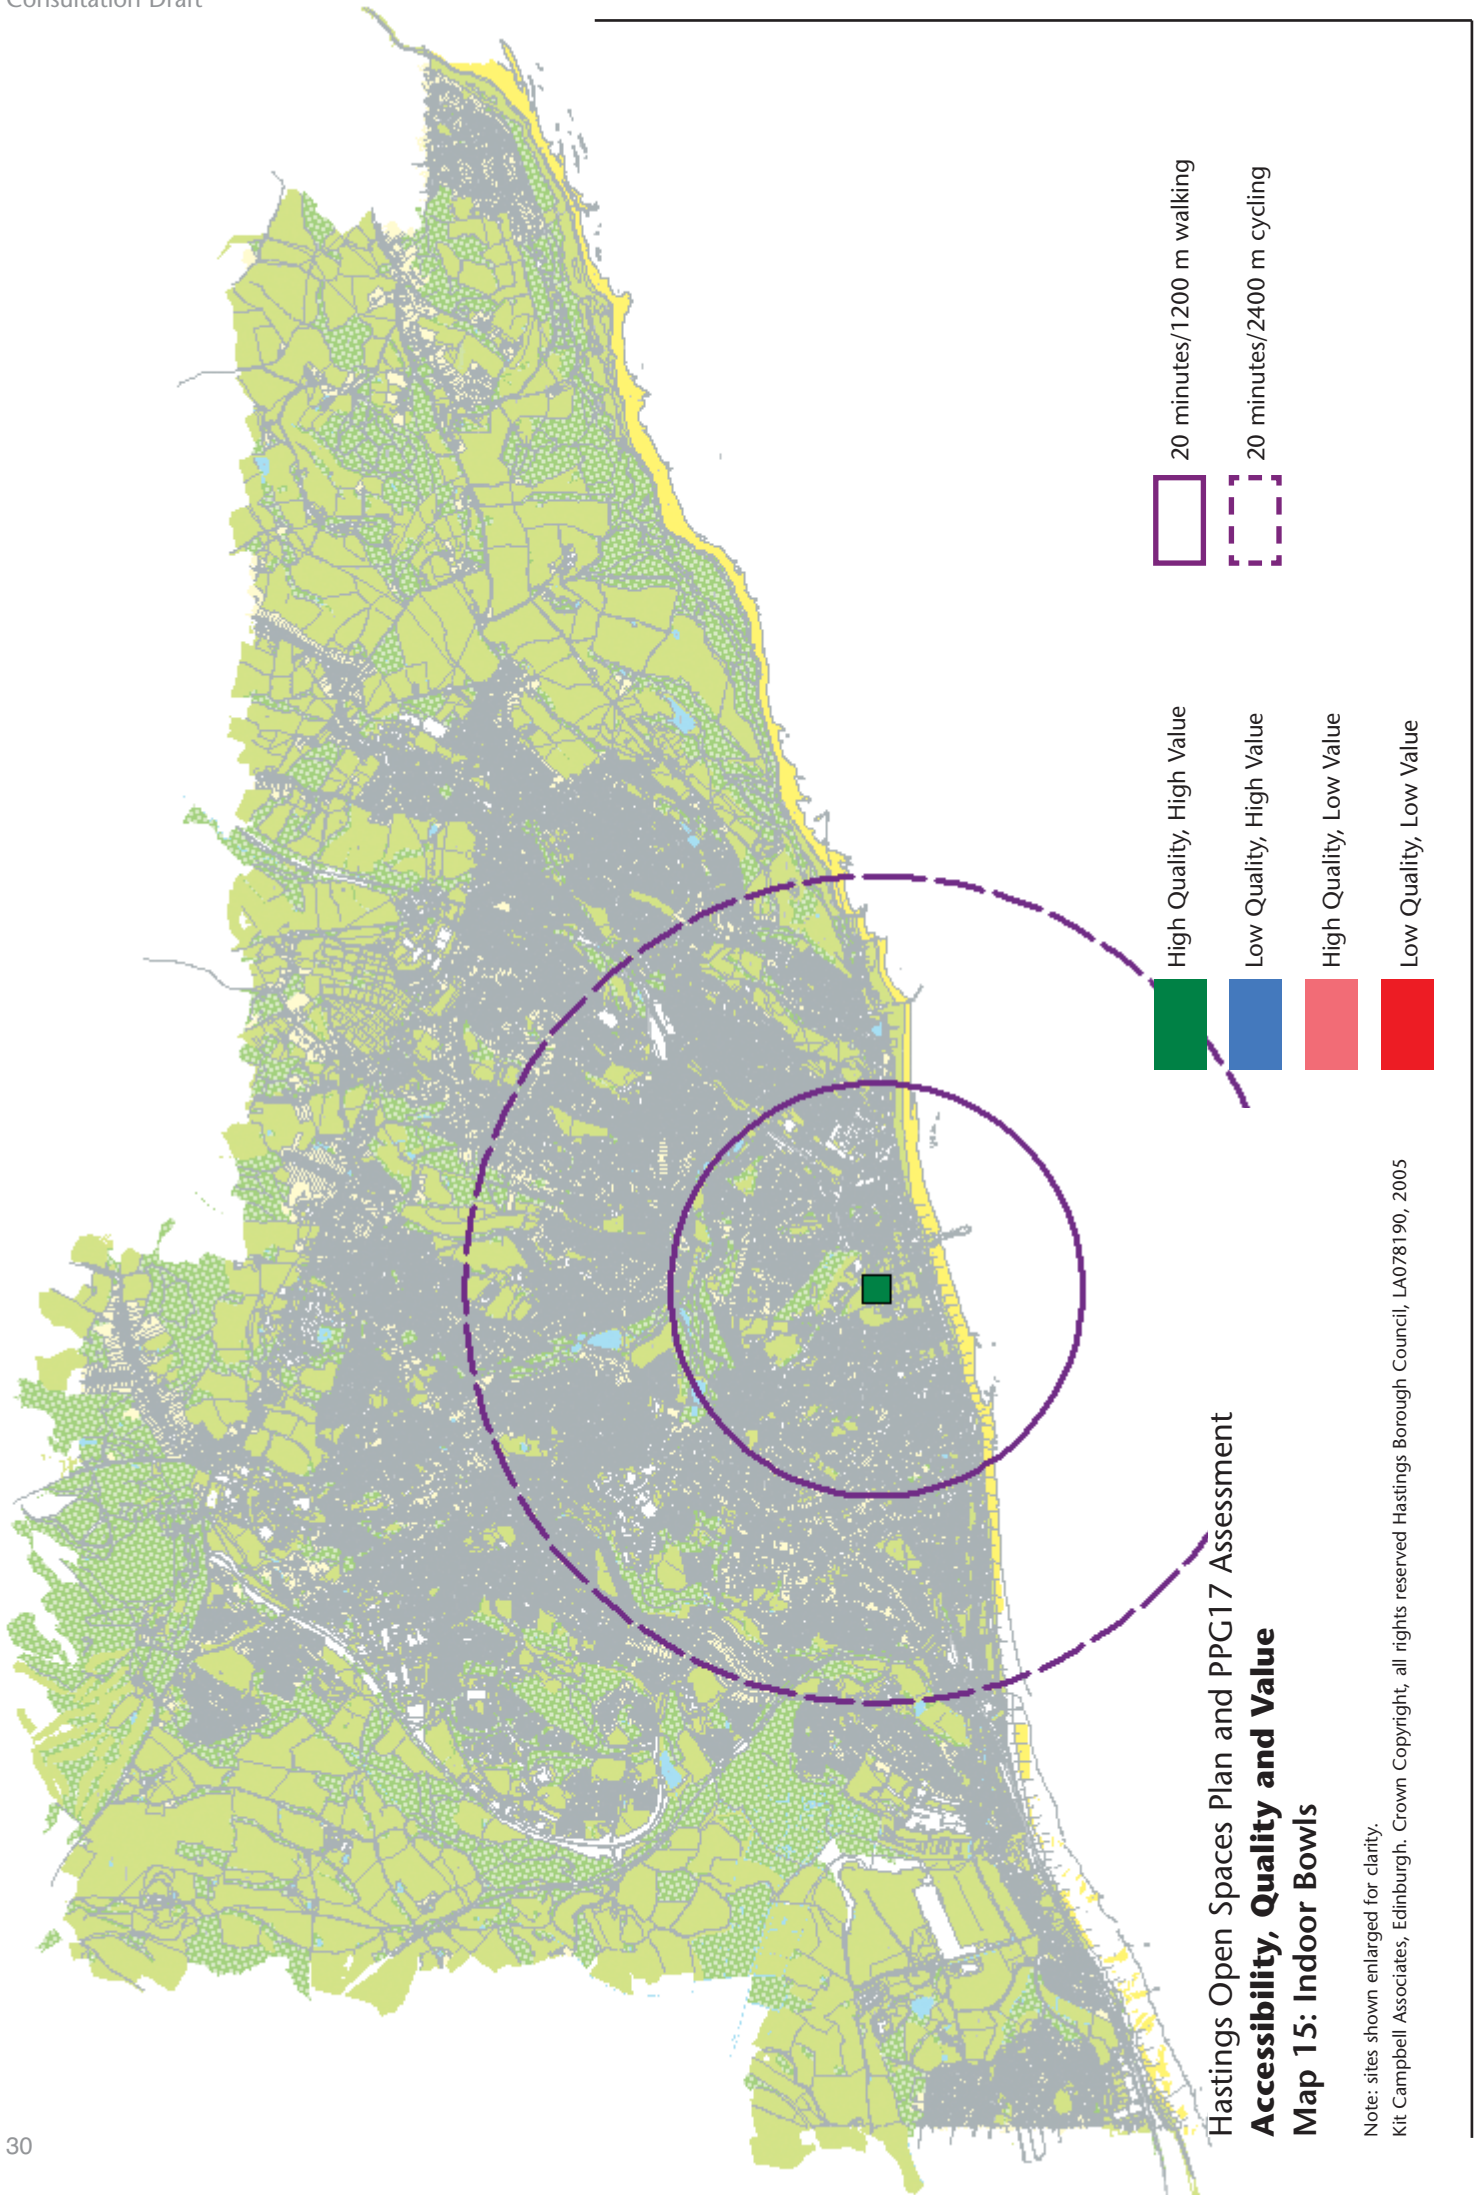 Consultation Draft
20 minutes/1200 m walking
20 minutes/2400 m cycling
High Quality, High Value
Low Quality, High Value
High Quality, Low Value
Low Quality, Low Value
Hastings Open Spaces Plan and PPG17 Assessment
Accessibility, Quality and Value
Map 15: Indoor Bowls
Note: sites shown enlarged for clarity.
Kit Campbell Associates, Edinburgh. Crown Copyright, all rights reserved Hastings Borough Council, LA078190, 2005
30